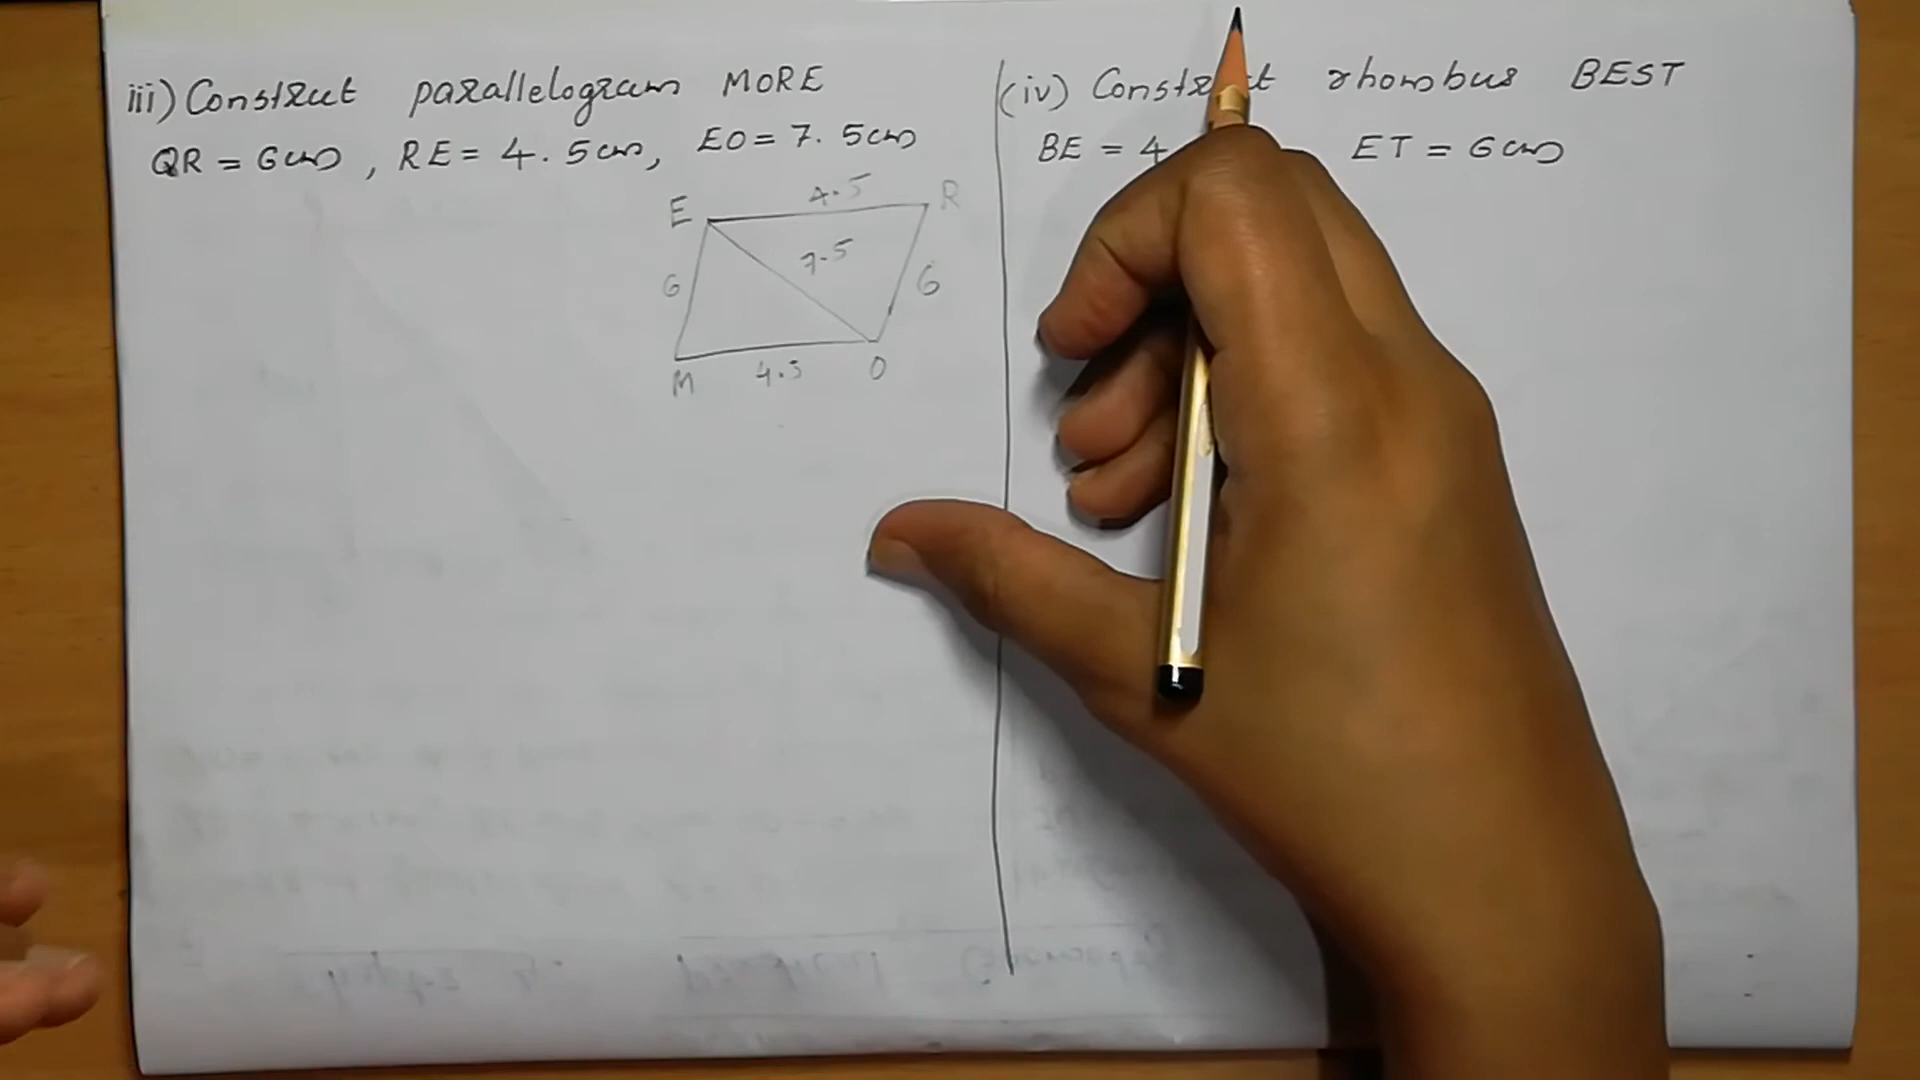 iii) Construct parallelogram MORE
QR = 6cm, RE = 4.5cm, EO = 7.5cm
4.5
E R
7.5
6 6
M 4.5 O
(iv) Const t rhombus BEST
BE = 4 ET = 6cm